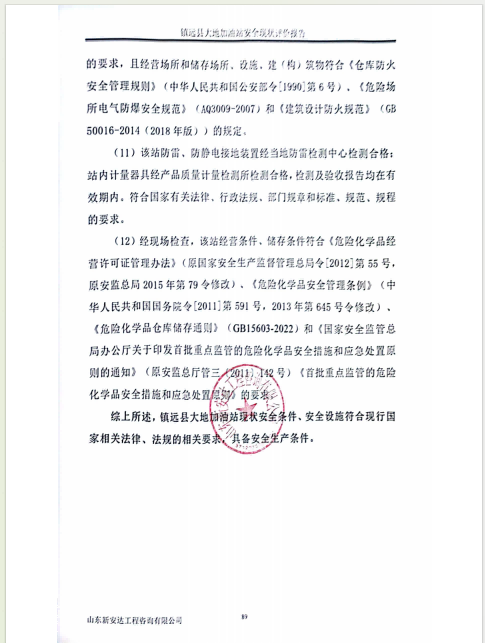 镇远县大地加油站安全现状评价报告
的要求，且经营场所和储存场所、设施、建（构）筑物符合《仓库防火
安全管理规则》（中华人民共和国公安部令[1990]第6号）、《危险场
所电气防爆安全规范》（AQ3009-2007）和《建筑设计防火规范》（GB
50016-2014（2018年版））的规定。
（11）该站防雷、防静电接地装置经当地防雷检测中心检测合格；
站内计量器具经产品质量计量检测所检测合格，检测及验收报告均在有
效期内。符合国家有关法律、行政法规、部门规章和标准、规范、规程
的要求。
（12）经现场检查，该站经营条件、储存条件符合《危险化学品经
营许可证管理办法》（原国家安全生产监督管理总局令[2012]第55号，
原安监总局2015年第79令修改）、《危险化学品安全管理条例》（中
华人民共和国国务院令[2011]第591号，2013年第645号令修改）、
《危险化学品仓库储存通则》（GB15603-2022）和《国家安全监管总
局办公厅关于印发首批重点监管的危险化学品安全措施和应急处置原
则的通知》（原安监总厅管三〔2011〕142号）《首批重点监管的危险
化学品安全措施和应急处置原则》的要求。
综上所述，镇远县大地加油站现状安全条件、安全设施符合现行国
家相关法律、法规的相关要求，具备安全生产条件。
山东新安达工程咨询有限公司
89